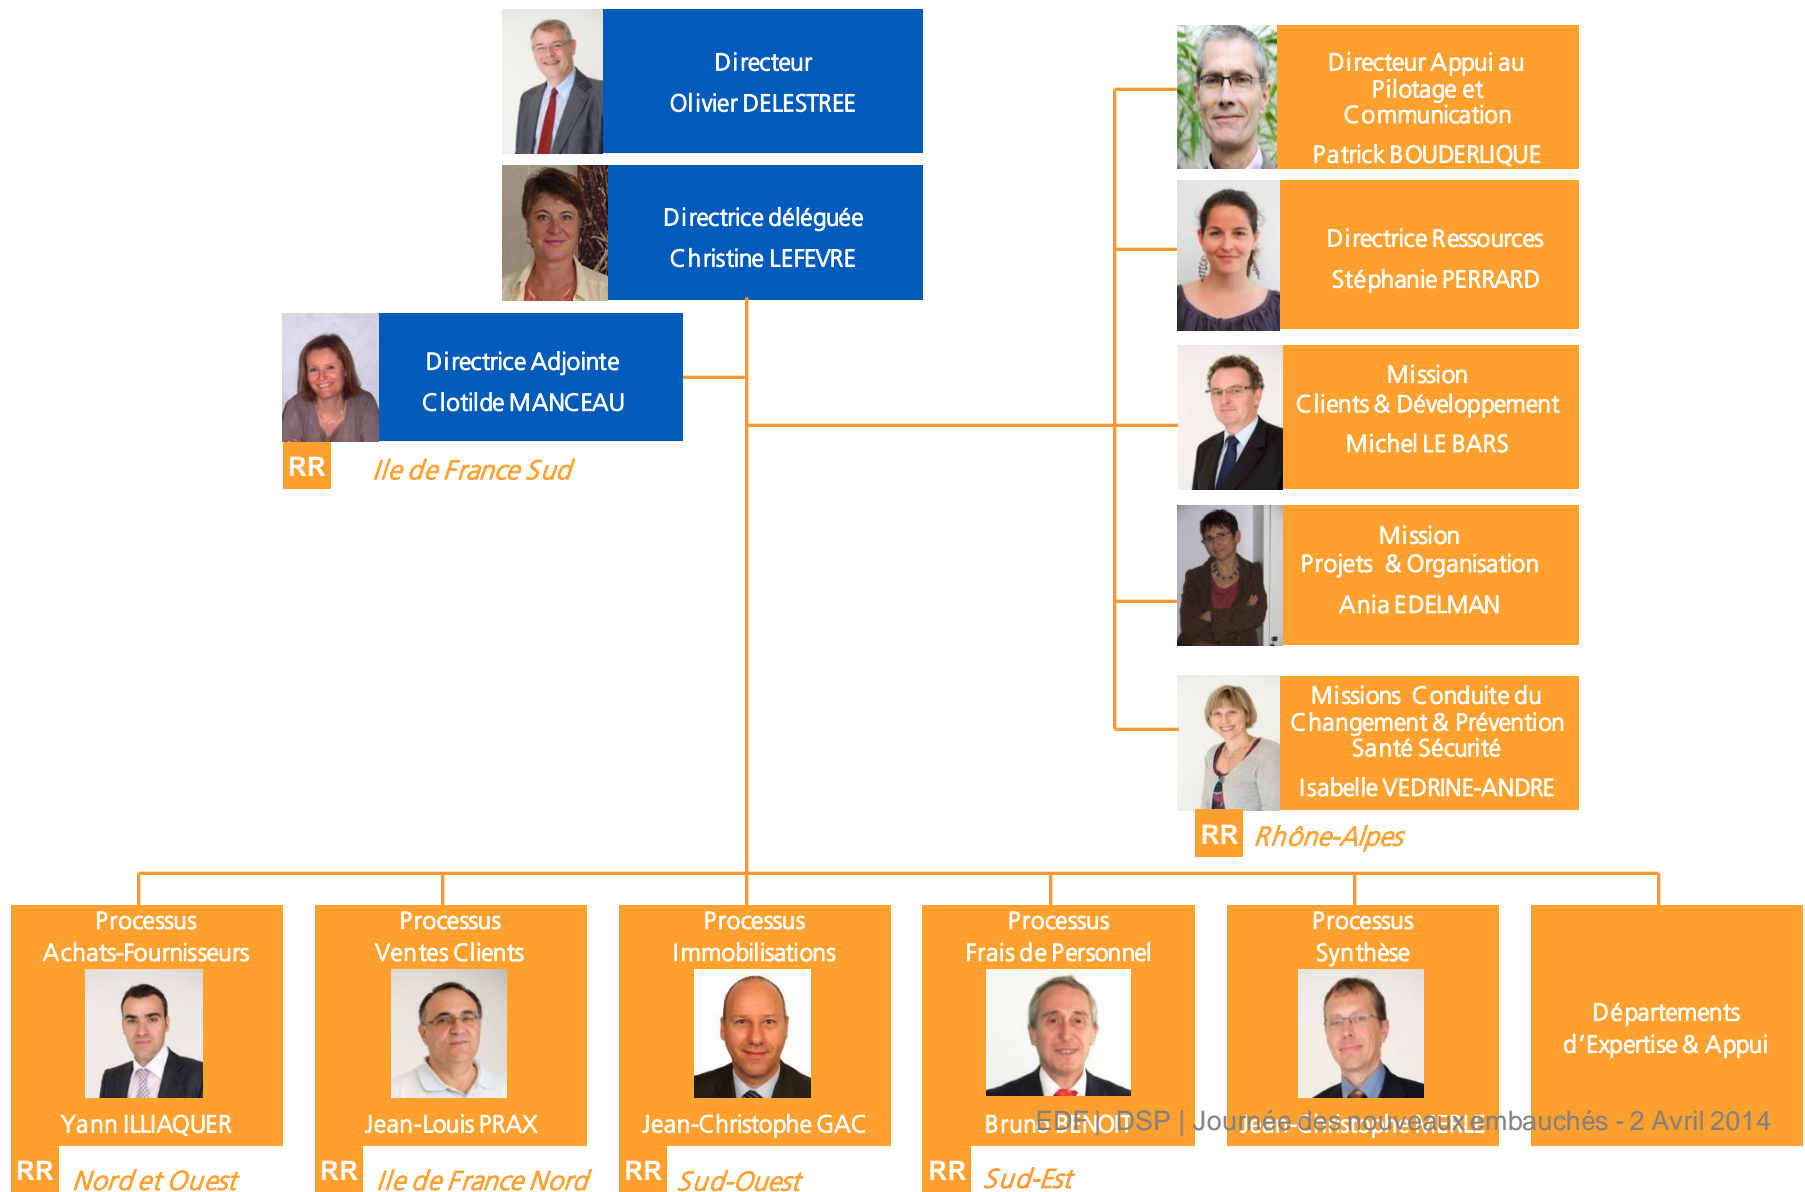 Directeur
Olivier DELESTREE
Directrice déléguée
Christine LEFEVRE
Directrice Adjointe
Clotilde MANCEAU
RR Ile de France Sud
Directeur Appui au
Pilotage et
Communication
Patrick BOUDERLIQUE
Directrice Ressources
Stéphanie PERRARD
Mission
Clients & Développement
Michel LE BARS
Mission
Projets & Organisation
Ania EDELMAN
Missions Conduite du
Changement & Prévention
Santé Sécurité
Isabelle VEDRINE-ANDRE
RR Rhône-Alpes
Processus
Achats-Fournisseurs
Yann ILLIAQUER
RR Nord et Ouest
Processus
Ventes Clients
Jean-Louis PRAX
RR Ile de France Nord
Processus
Immobilisations
Jean-Christophe GAC
RR Sud-Ouest
Processus
Frais de Personnel
Bruno BENOIT
RR Sud-Est
Processus
Synthèse
Jean-Christophe MERLE
Départements
d’Expertise & Appui
EDF | DSP | Journée des nouveaux embauchés - 2 Avril 2014